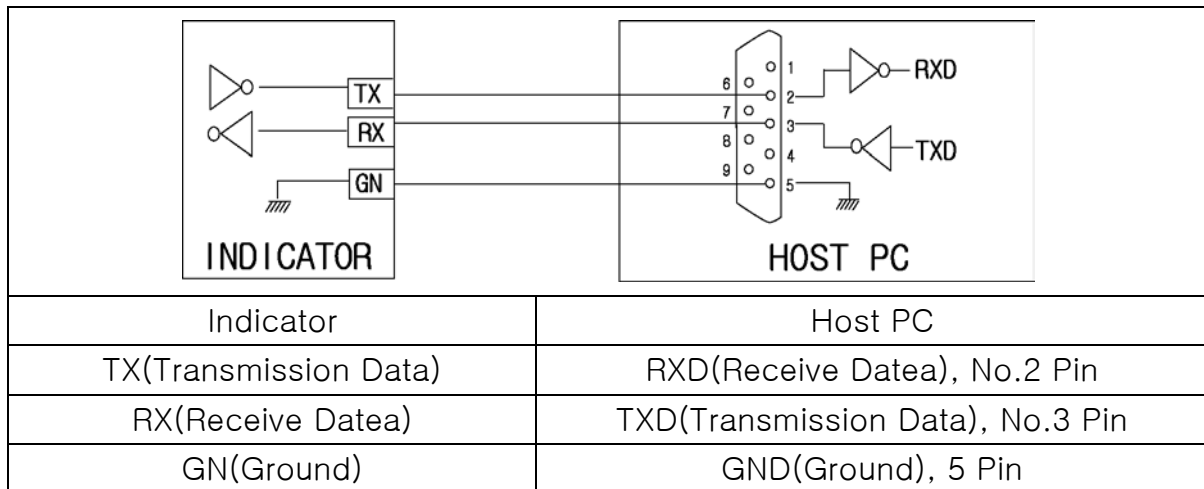 TX
RX
GN
INDICATOR
1
2
3
4
5
6
7
8
9
RXD
TXD
HOST PC
Indicator Host PC
TX(Transmission Data) RXD(Receive Datea), No.2 Pin
RX(Receive Datea) TXD(Transmission Data), No.3 Pin
GN(Ground) GND(Ground), 5 Pin